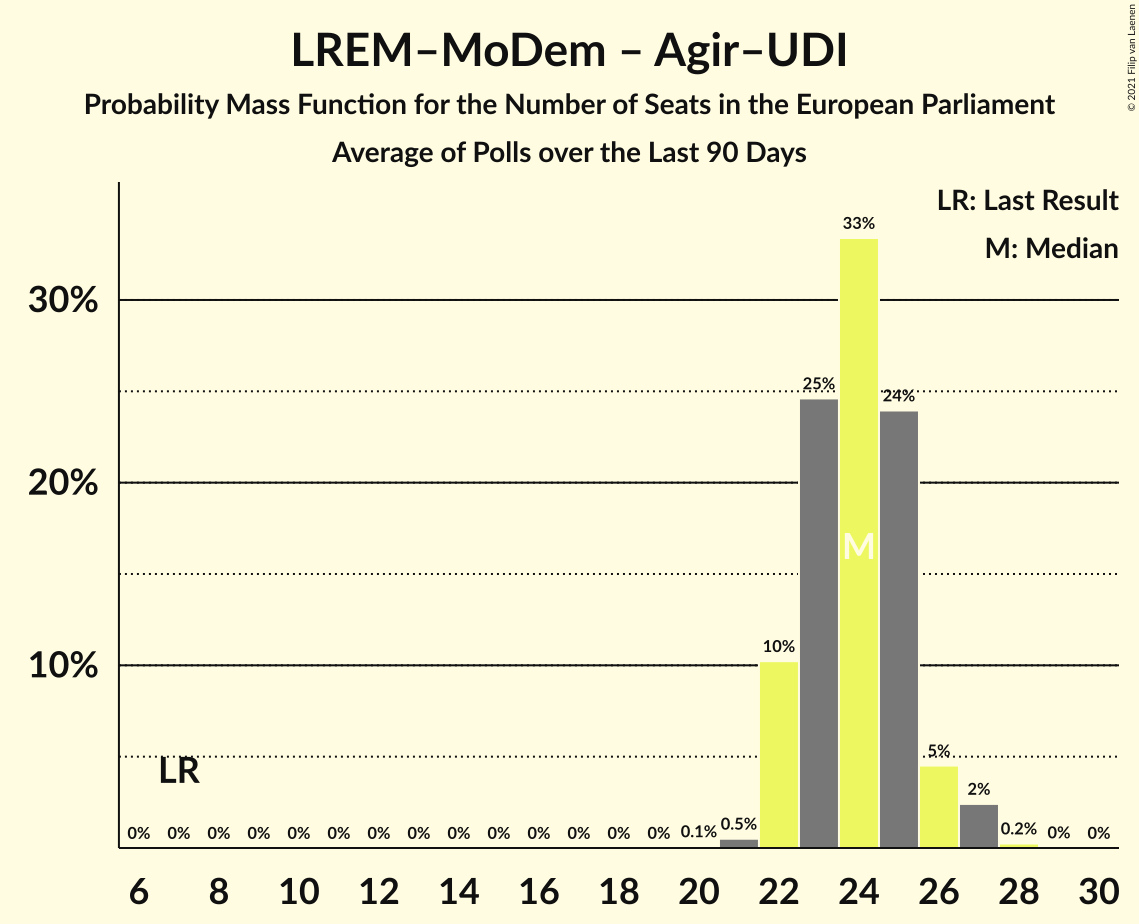 LREM–MoDem – Agir–UDI
Probability Mass Function for the Number of Seats in the European Parliament
Average of Polls over the Last 90 Days
© 2021 Filip van Laenen
LR: Last Result
M: Median
30%
20%
10%
33%
25%
24%
M
10%
5%
2%
LR
0% 0% 0% 0% 0% 0% 0% 0% 0% 0% 0% 0% 0% 0% 0.1% 0.5% 0.2% 0% 0%
6 8 10 12 14 16 18 20 22 24 26 28 30